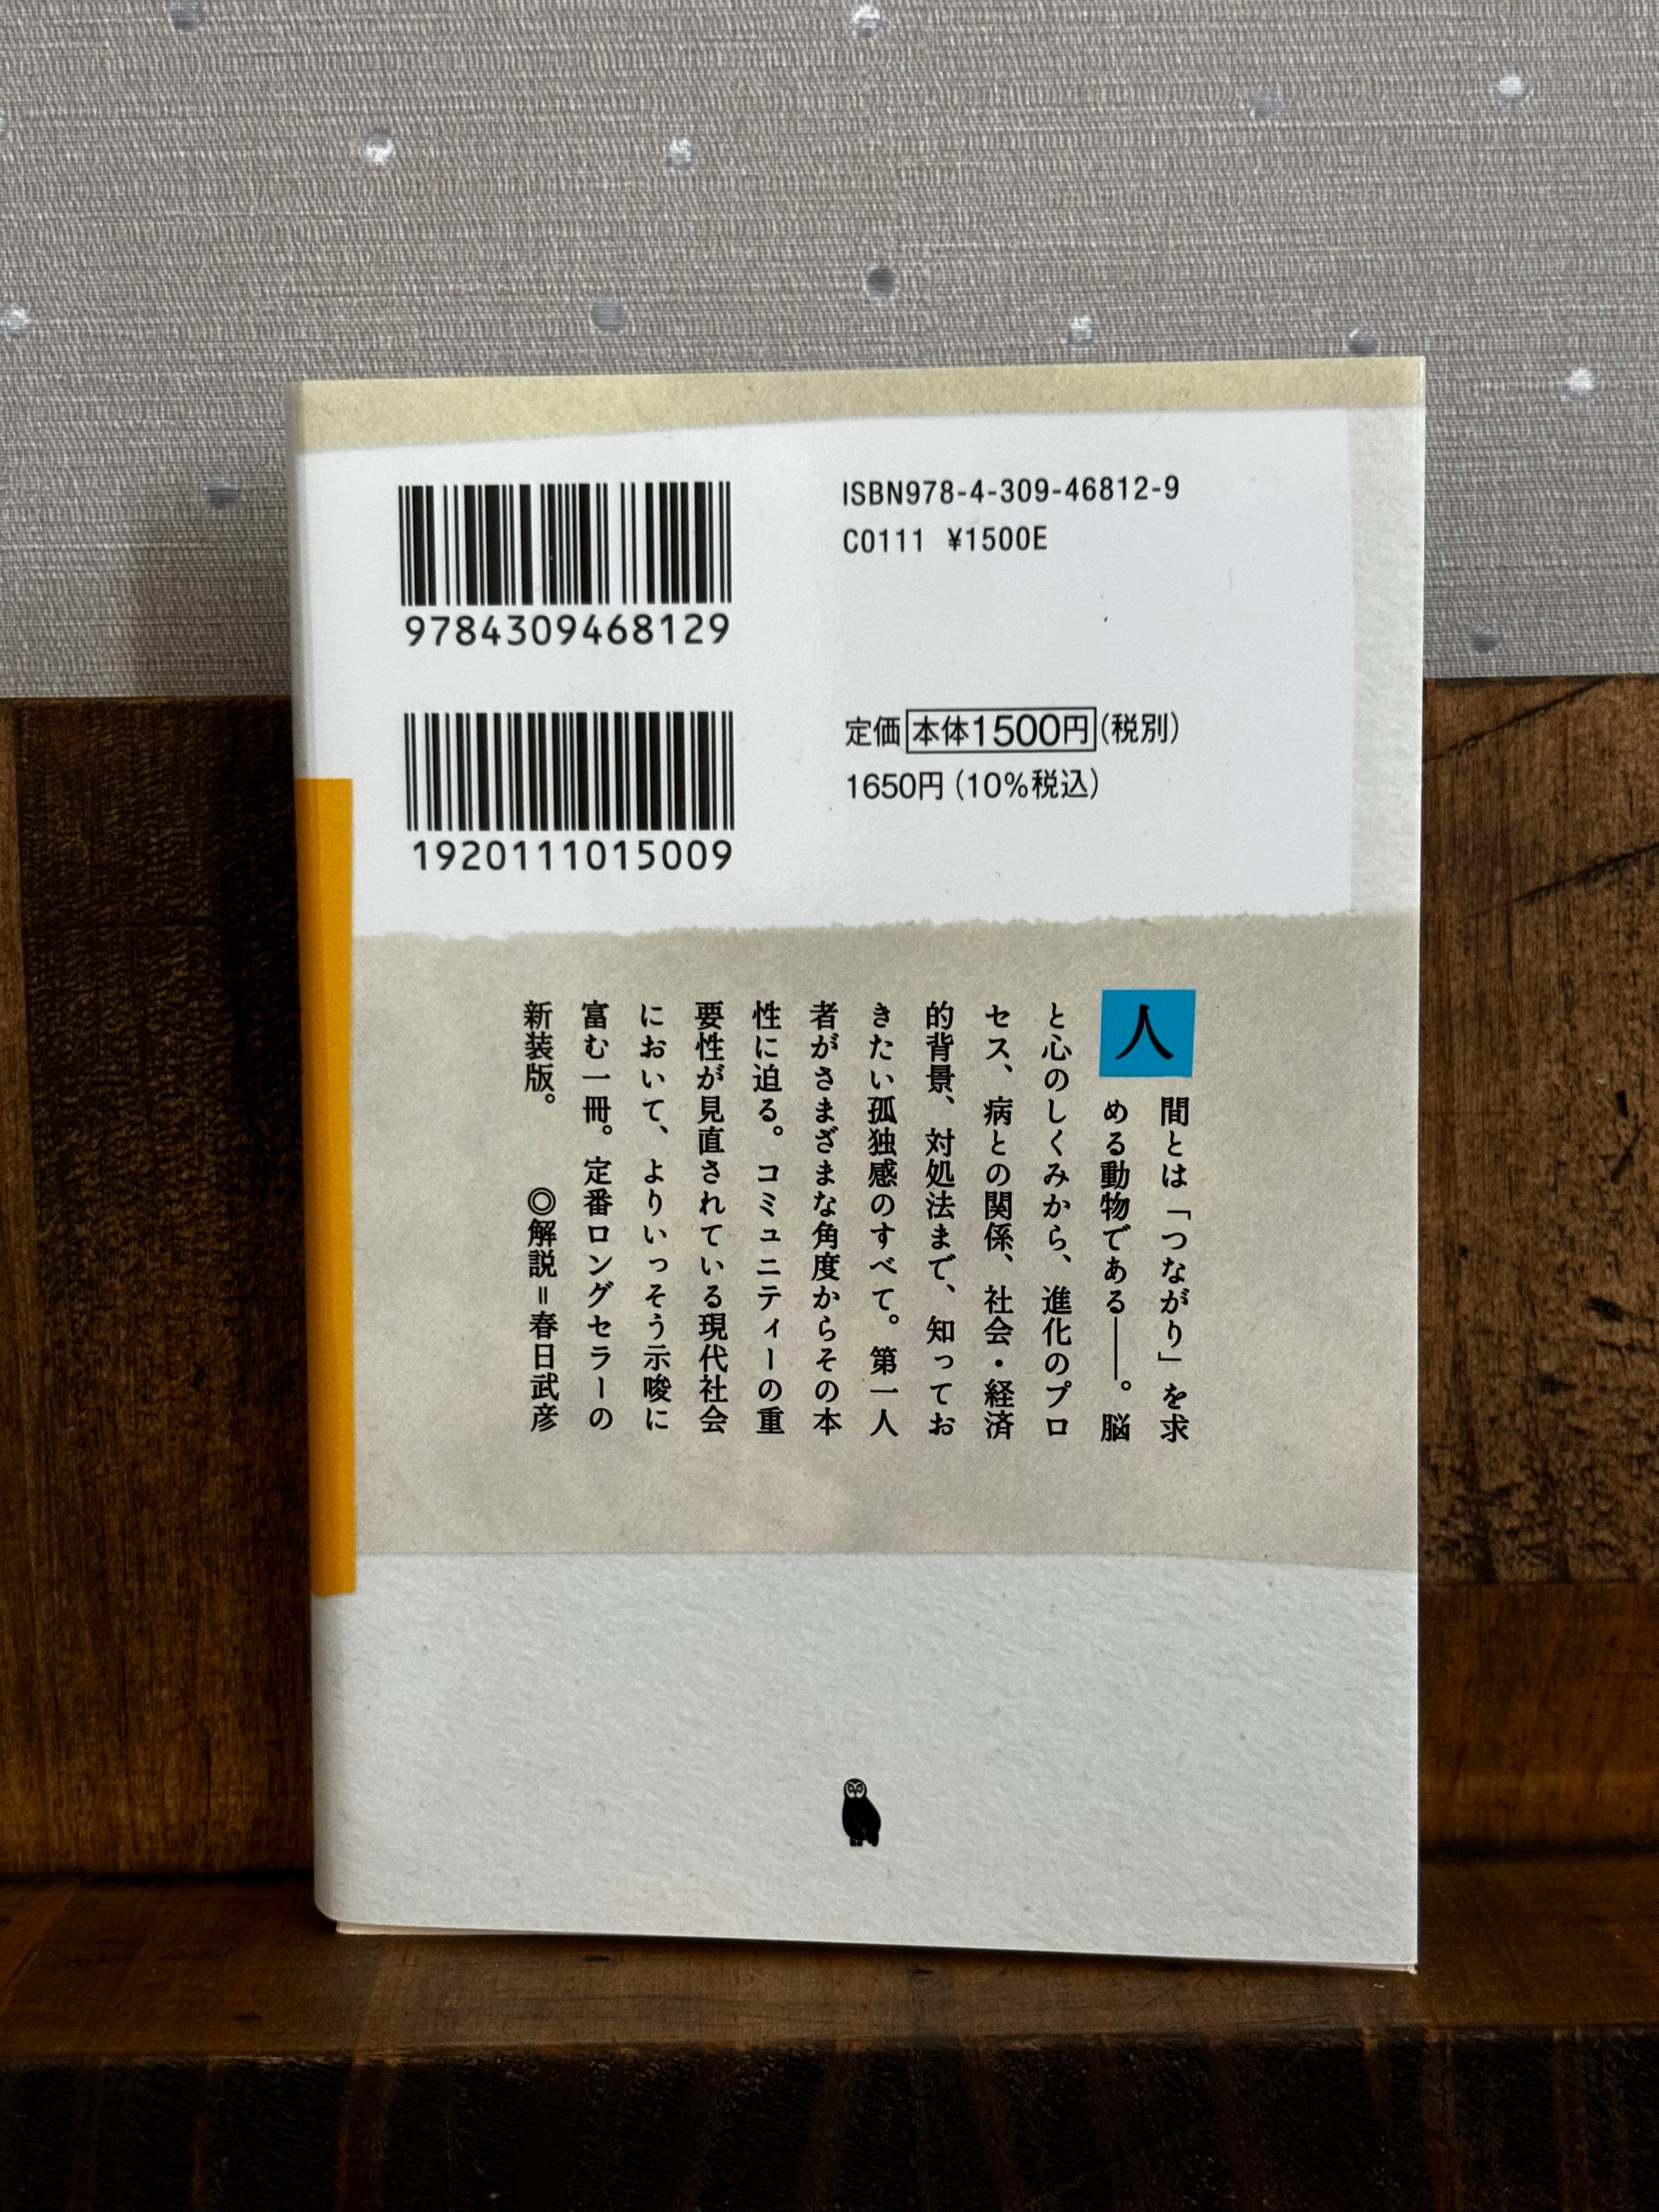 ISBN978-4-309-46812-9
C0111 ¥1500E
9784309468129
定価本体1500円(税別)
1650円(10%税込)
1920111015009
人間とは「つながり」を求
める動物である――。脳
と心のしくみから、進化のプロ
セス、病との関係、社会・経済
的背景、対処法まで、知ってお
きたい孤独感のすべて。第一人
者がさまざまな角度からその本
性に迫る。コミュニティーの重
要性が見直されている現代社会
において、よりいっそう示唆に
富む一冊。定番ロングセラーの
新装版。 ◎解説=春日武彦